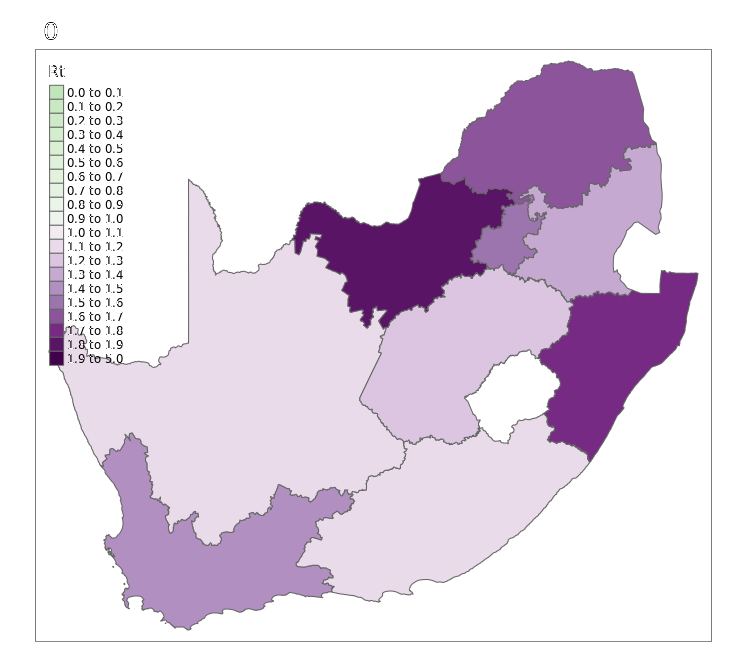 0
Rt
0.0 to 0.1
0.1 to 0.2
0.2 to 0.3
0.3 to 0.4
0.4 to 0.5
0.5 to 0.6
0.6 to 0.7
0.7 to 0.8
0.8 to 0.9
0.9 to 1.0
1.0 to 1.1
1.1 to 1.2
1.2 to 1.3
1.3 to 1.4
1.4 to 1.5
1.5 to 1.6
1.6 to 1.7
1.7 to 1.8
1.8 to 1.9
1.9 to 5.0